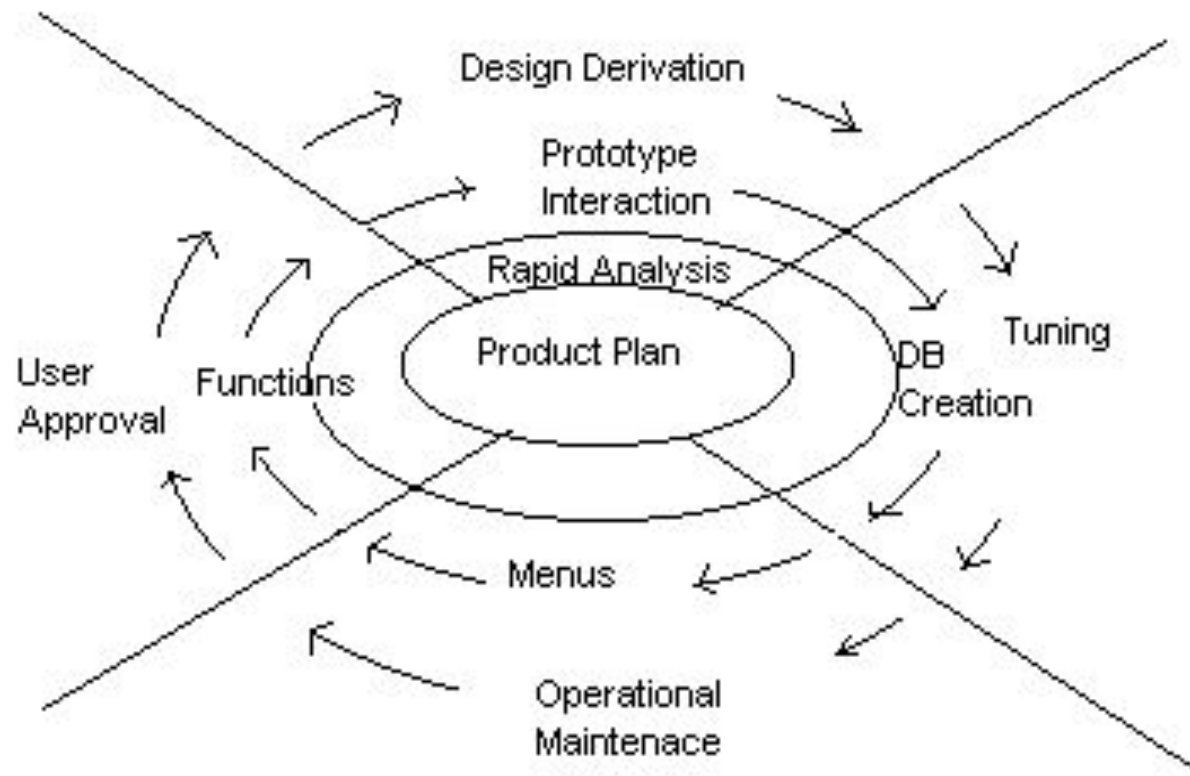 Design Derivation
Prototype
Interaction
Rapid Analysis
Product Plan
Tuning
DB
Creation
User
Approval
Functions
Menus
Operational
Maintenace